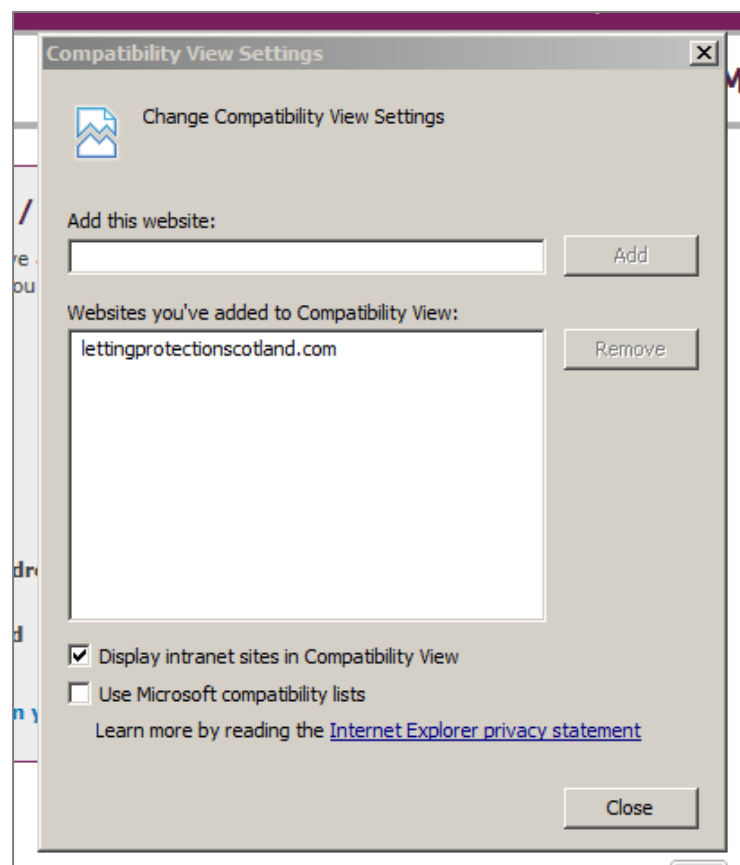 Compatibility View Settings
Change Compatibility View Settings
Add this website:
Add
Websites you've added to Compatibility View:
lettingprotectionscotland.com
Remove
Display intranet sites in Compatibility View
Use Microsoft compatibility lists
Learn more by reading the Internet Explorer privacy statement
Close